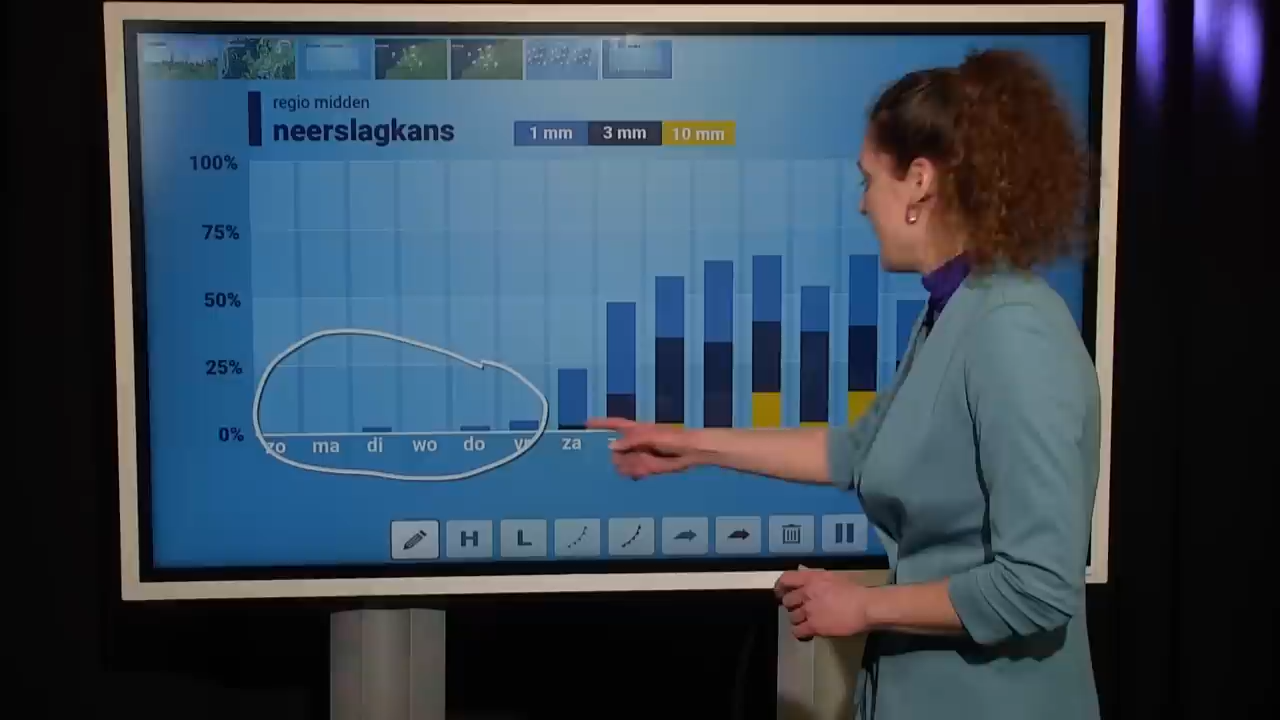 regio midden
neerslagkans
1 mm 3 mm 10 mm
100%
75%
50%
25%
0%
zo ma di wo do vr za
H L